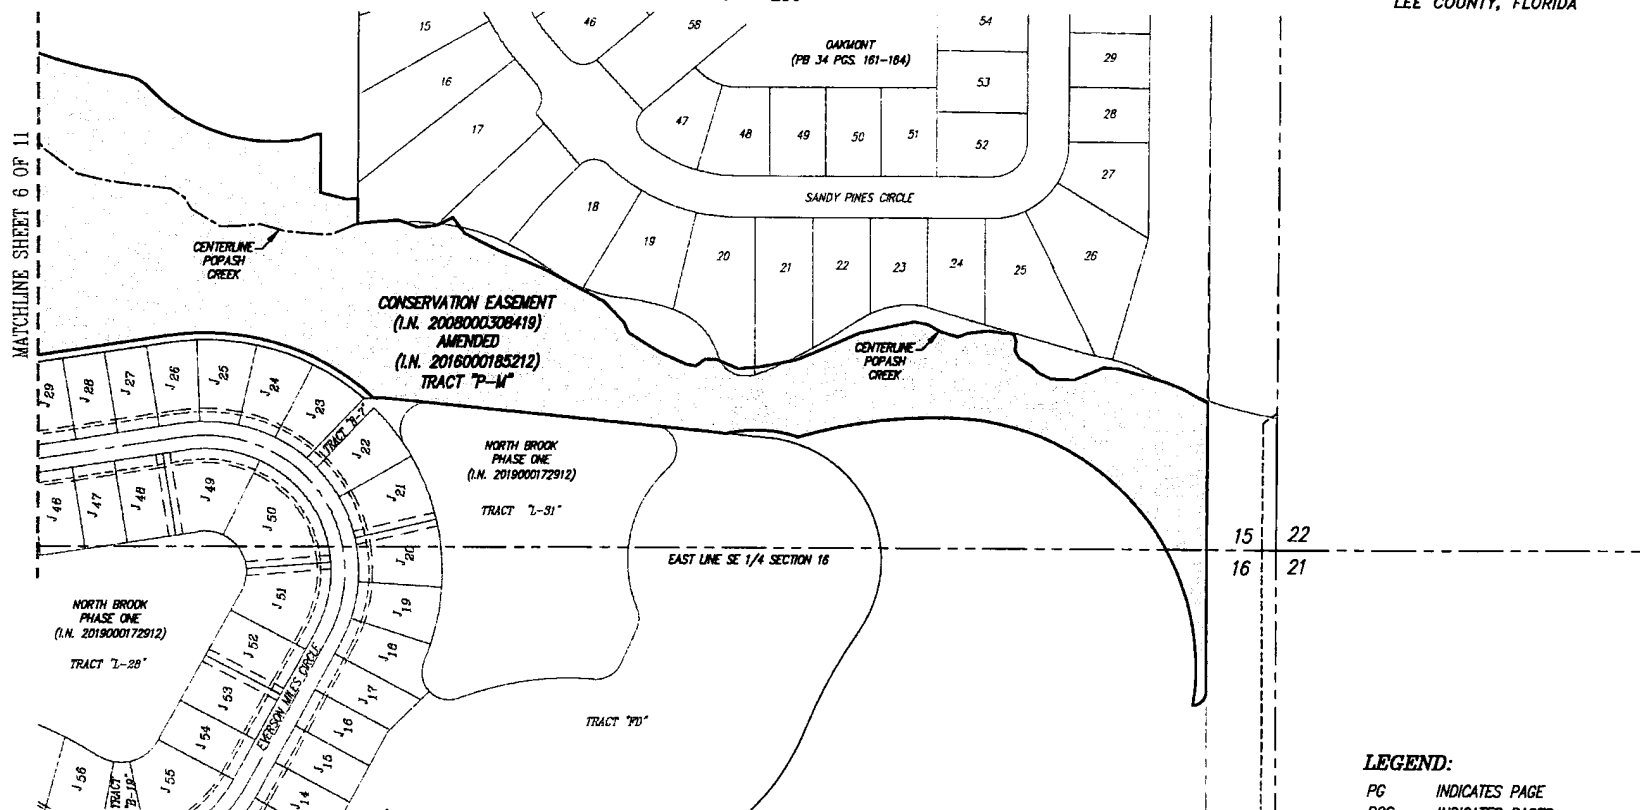 LEE COUNTY, FLORIDA
MATCHLINE SHEET 6 OF 11
15
16
17
18
19
20
21
22
23
24
25
26
27
28
29
46
58
47
48
49
50
51
52
53
54
OAKMONT
(PB 34 PGS. 161-164)
SANDY PINES CIRCLE
CENTERLINE
POPASH
CREEK
CONSERVATION EASEMENT
(I.N. 2008000308419)
AMENDED
(I.N. 2016000185212)
TRACT "P-M"
CENTERLINE
POPASH
CREEK
J 29
J 28
J 27
J 26
J 25
J 24
J 23
TRACT "B-7"
J 22
J 21
J 20
J 19
J 18
J 17
J 16
J 15
J 14
J 46
J 47
J 48
J 49
J 50
J 51
J 52
J 53
J 54
J 55
J 56
TRACT
"B-19"
EVERSON MILES CIRCLE
NORTH BROOK
PHASE ONE
(I.N. 2019000172912)
TRACT "L-31"
EAST LINE SE 1/4 SECTION 16
15 22
16 21
NORTH BROOK
PHASE ONE
(I.N. 2019000172912)
TRACT "L-28"
TRACT "FD"
LEGEND:
PG INDICATES PAGE
PGS INDICATES PAGES